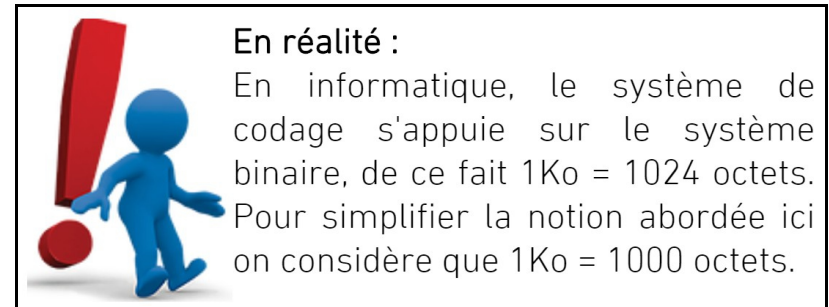 En réalité :
En informatique, le système de
codage s'appuie sur le système
binaire, de ce fait 1Ko = 1024 octets.
Pour simplifier la notion abordée ici
on considère que 1Ko = 1000 octets.